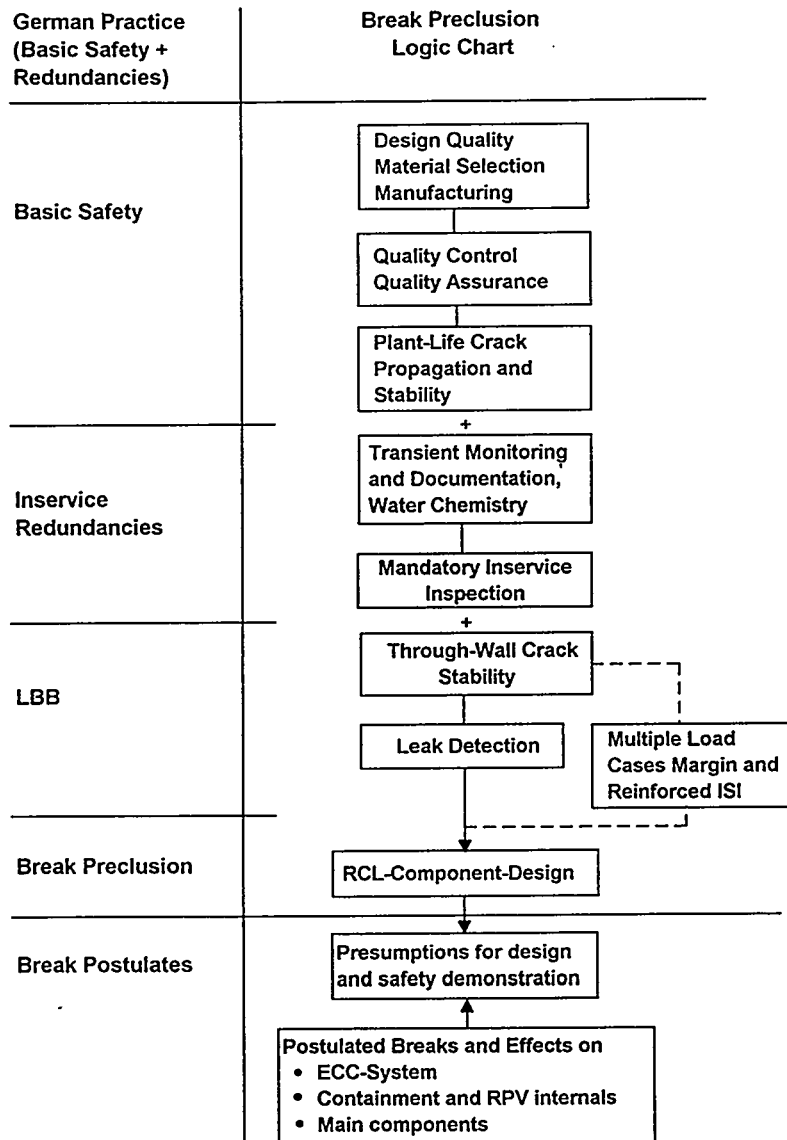 German Practice
(Basic Safety +
Redundancies)
Break Preclusion
Logic Chart
Basic Safety
Design Quality
Material Selection
Manufacturing
Quality Control
Quality Assurance
Plant-Life Crack
Propagation and
Stability
+
Inservice
Redundancies
Transient Monitoring
and Documentation,
Water Chemistry
Mandatory Inservice
Inspection
+
LBB
Through-Wall Crack
Stability
Leak Detection
Multiple Load
Cases Margin and
Reinforced ISI
Break Preclusion
RCL-Component-Design
Break Postulates
Presumptions for design
and safety demonstration
Postulated Breaks and Effects on
• ECC-System
• Containment and RPV internals
• Main components